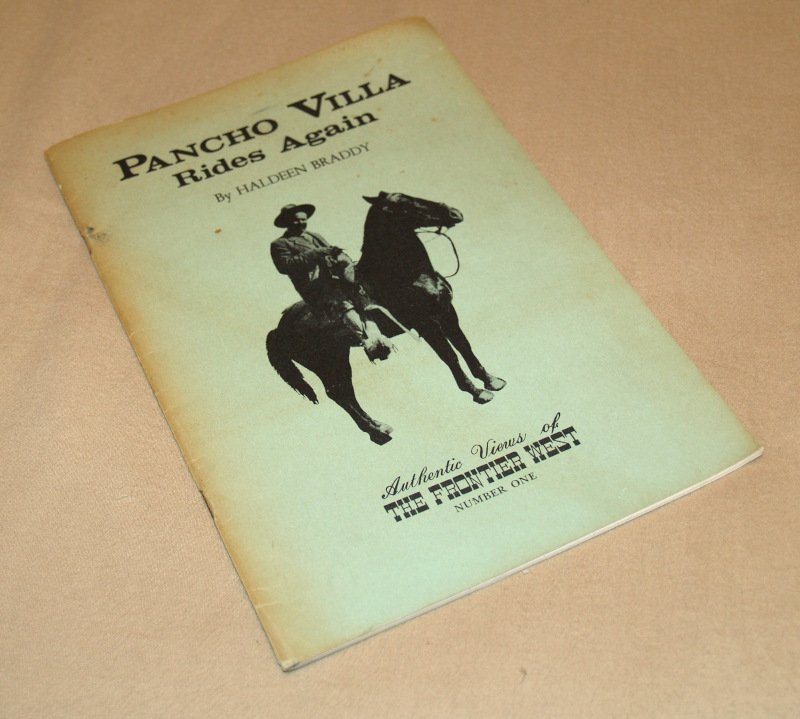 PANCHO VILLA
Rides Again
By HALDEEN BRADDY
Authentic Views of
THE FRONTIER WEST
NUMBER ONE